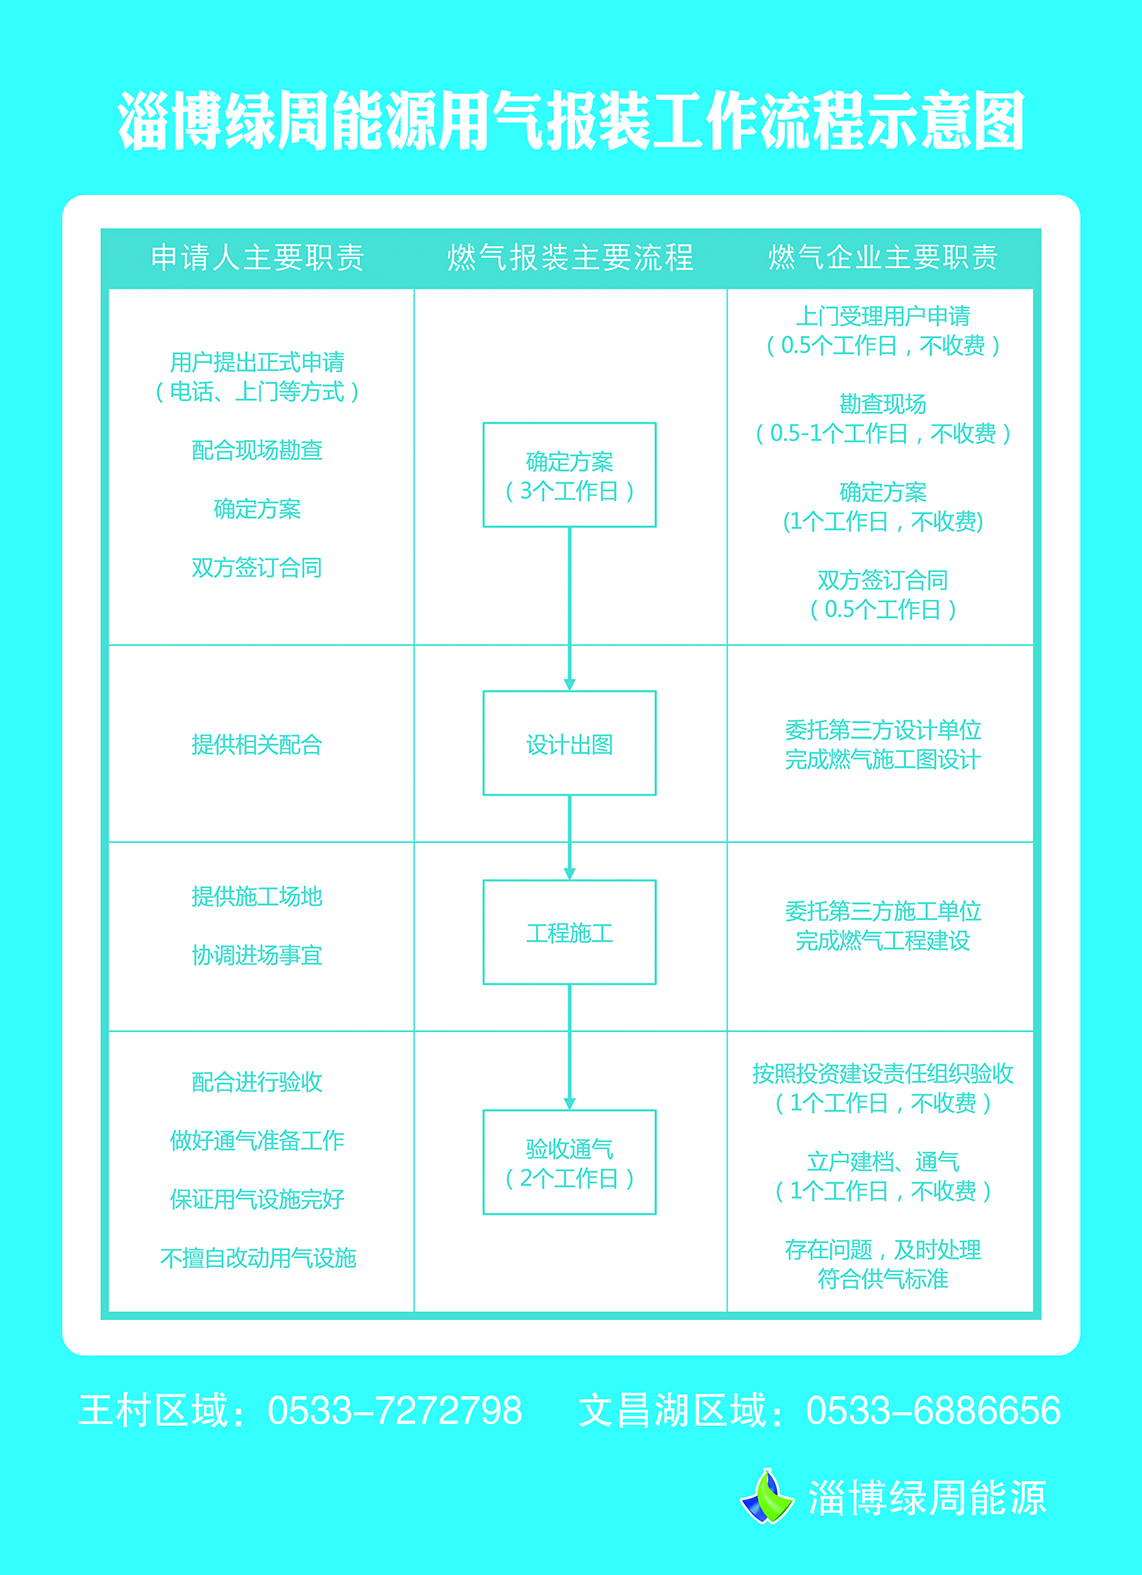 淄博绿周能源用气报装工作流程示意图
申请人主要职责
燃气报装主要流程
燃气企业主要职责
用户提出正式申请
（电话、上门等方式）
配合现场勘查
确定方案
双方签订合同
确定方案
（3个工作日）
上门受理用户申请
（0.5个工作日，不收费）
勘查现场
（0.5-1个工作日，不收费）
确定方案
(1个工作日，不收费)
双方签订合同
（0.5个工作日）
提供相关配合
设计出图
委托第三方设计单位
完成燃气施工图设计
提供施工场地
协调进场事宜
工程施工
委托第三方施工单位
完成燃气工程建设
配合进行验收
做好通气准备工作
保证用气设施完好
不擅自改动用气设施
验收通气
（2个工作日）
按照投资建设责任组织验收
（1个工作日，不收费）
立户建档、通气
（1个工作日，不收费）
存在问题，及时处理
符合供气标准
王村区域：0533-7272798
文昌湖区域：0533-6886656
淄博绿周能源